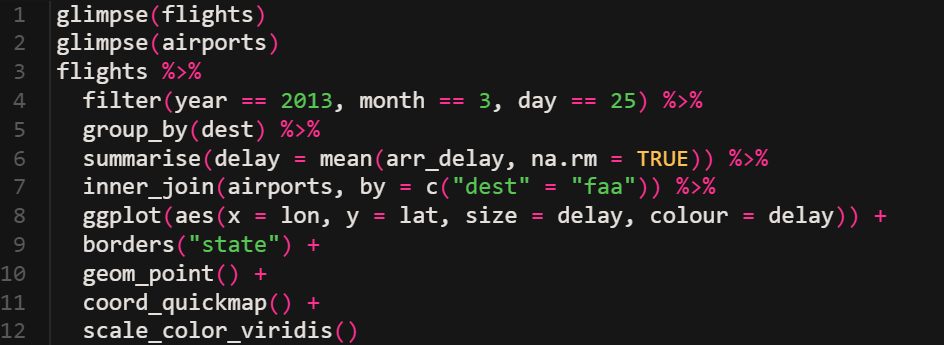 1 glimpse(flights)
2 glimpse(airports)
3 flights %>%
4   filter(year == 2013, month == 3, day == 25) %>%
5   group_by(dest) %>%
6   summarise(delay = mean(arr_delay, na.rm = TRUE)) %>%
7   inner_join(airports, by = c("dest" = "faa")) %>%
8   ggplot(aes(x = lon, y = lat, size = delay, colour = delay)) +
9   borders("state") +
10   geom_point() +
11   coord_quickmap() +
12   scale_color_viridis()